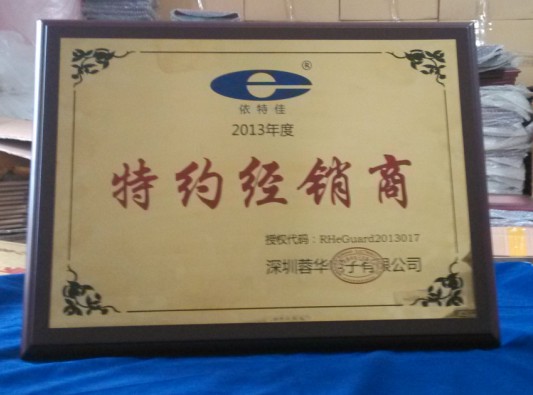 ®
依特佳
2013年度
特约经销商
授权代码：RHeGuard2013017
深圳蓉华电子有限公司